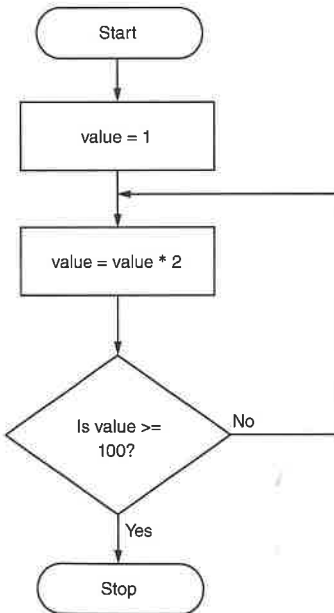 Start
value = 1
value = value * 2
Is value >=
100?
No
Yes
Stop